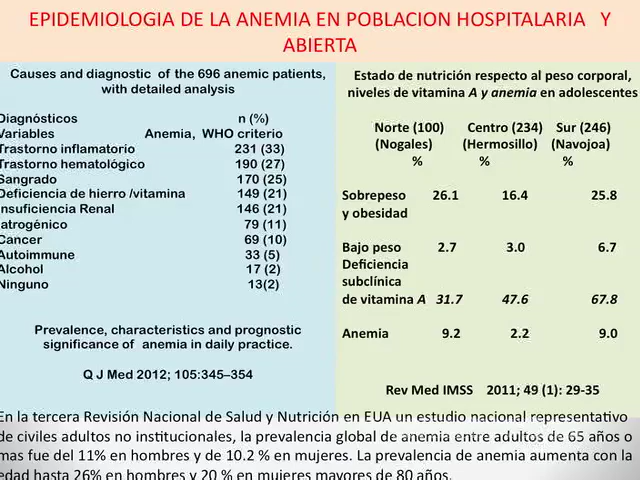 EPIDEMIOLOGIA DE LA ANEMIA EN POBLACION HOSPITALARIA Y
ABIERTA
Causes and diagnostic of the 696 anemic patients,
with detailed analysis
Diagnósticos n (%)
Variables Anemia, WHO criterio
Trastorno inflamatorío 231 (33)
Trastorno hematológico 190 (27)
Sangrado 170 (25)
Deficiencia de hierro /vitamina 149 (21)
Insuficiencia Renal 146 (21)
Iatrogénico 79 (11)
Cancer 69 (10)
Autoimmune 33 (5)
Alcohol 17 (2)
Ninguno 13(2)
Prevalence, characteristics and prognostic
significance of anemia in daily practice.
Q J Med 2012; 105:345–354
Estado de nutrición respecto al peso corporal,
niveles de vitamina A y anemia en adolescentes
Norte (100) Centro (234) Sur (246)
(Nogales) (Hermosillo) (Navojoa)
% % %
Sobrepeso 26.1 16.4 25.8
y obesidad
Bajo peso 2.7 3.0 6.7
Deficiencia
subclínica
de vitamina A 31.7 47.6 67.8
Anemia 9.2 2.2 9.0
Rev Med IMSS 2011; 49 (1): 29-35
En la tercera Revisión Nacional de Salud y Nutrición en EUA un estudio nacional representativo
de civiles adultos no institucionales, la prevalencia global de anemia entre adultos de 65 años o
mas fue del 11% en hombres y de 10.2 % en mujeres. La prevalencia de anemia aumenta con la
edad hasta 26% en hombres y 20 % en mujeres mayores de 80 años.